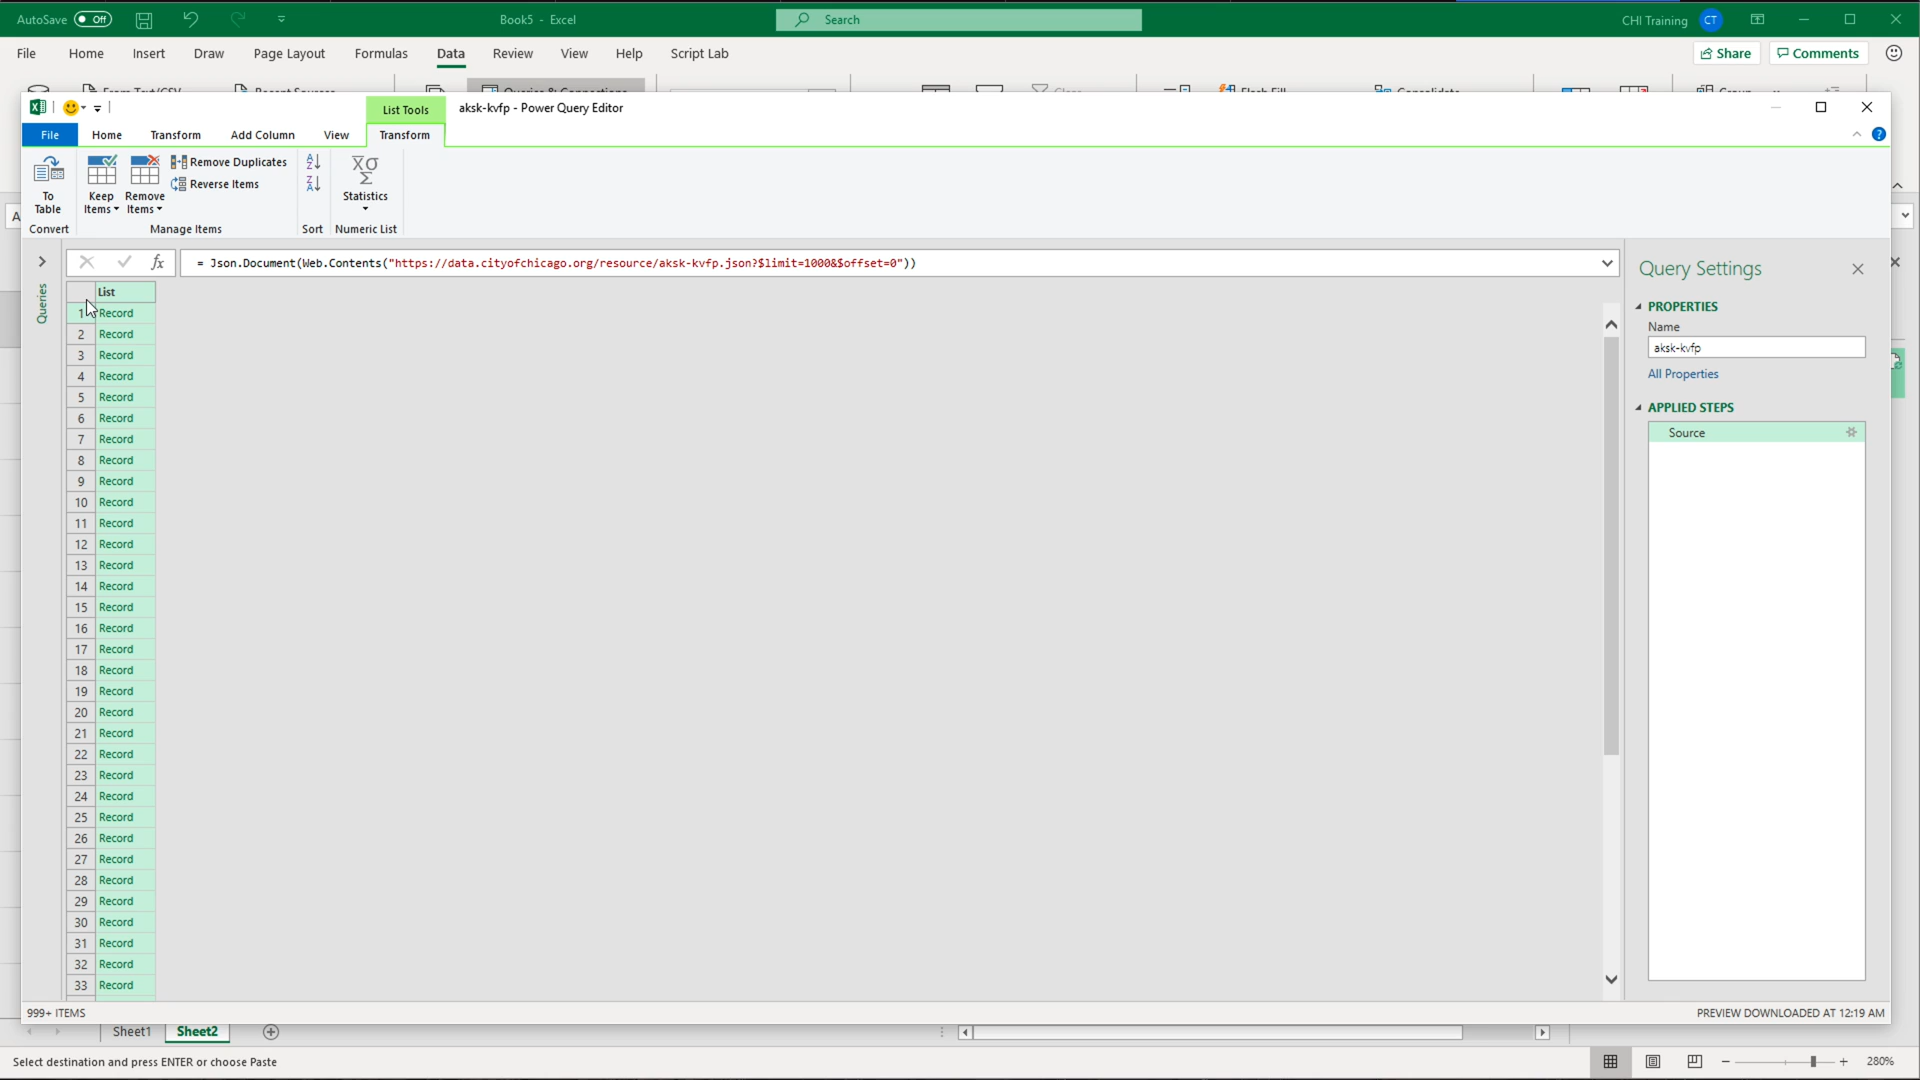 AutoSave Off
Book5 - Excel
Search
CHI Training CT
File Home Insert Draw Page Layout Formulas Data Review View Help Script Lab
Share Comments
Queries & Connections
aksk-kvfp - Power Query Editor
List Tools
File Home Transform Add Column View Transform
To Table
Keep Items
Remove Items
Remove Duplicates
Reverse Items
Statistics
Convert Manage Items Sort Numeric List
= Json.Document(Web.Contents("https://data.cityofchicago.org/resource/aksk-kvfp.json?$limit=1000&$offset=0"))
Queries
List
1 Record
2 Record
3 Record
4 Record
5 Record
6 Record
7 Record
8 Record
9 Record
10 Record
11 Record
12 Record
13 Record
14 Record
15 Record
16 Record
17 Record
18 Record
19 Record
20 Record
21 Record
22 Record
23 Record
24 Record
25 Record
26 Record
27 Record
28 Record
29 Record
30 Record
31 Record
32 Record
33 Record
Query Settings
PROPERTIES
Name
aksk-kvfp
All Properties
APPLIED STEPS
Source
999+ ITEMS
PREVIEW DOWNLOADED AT 12:19 AM
Sheet1 Sheet2
Select destination and press ENTER or choose Paste
280%